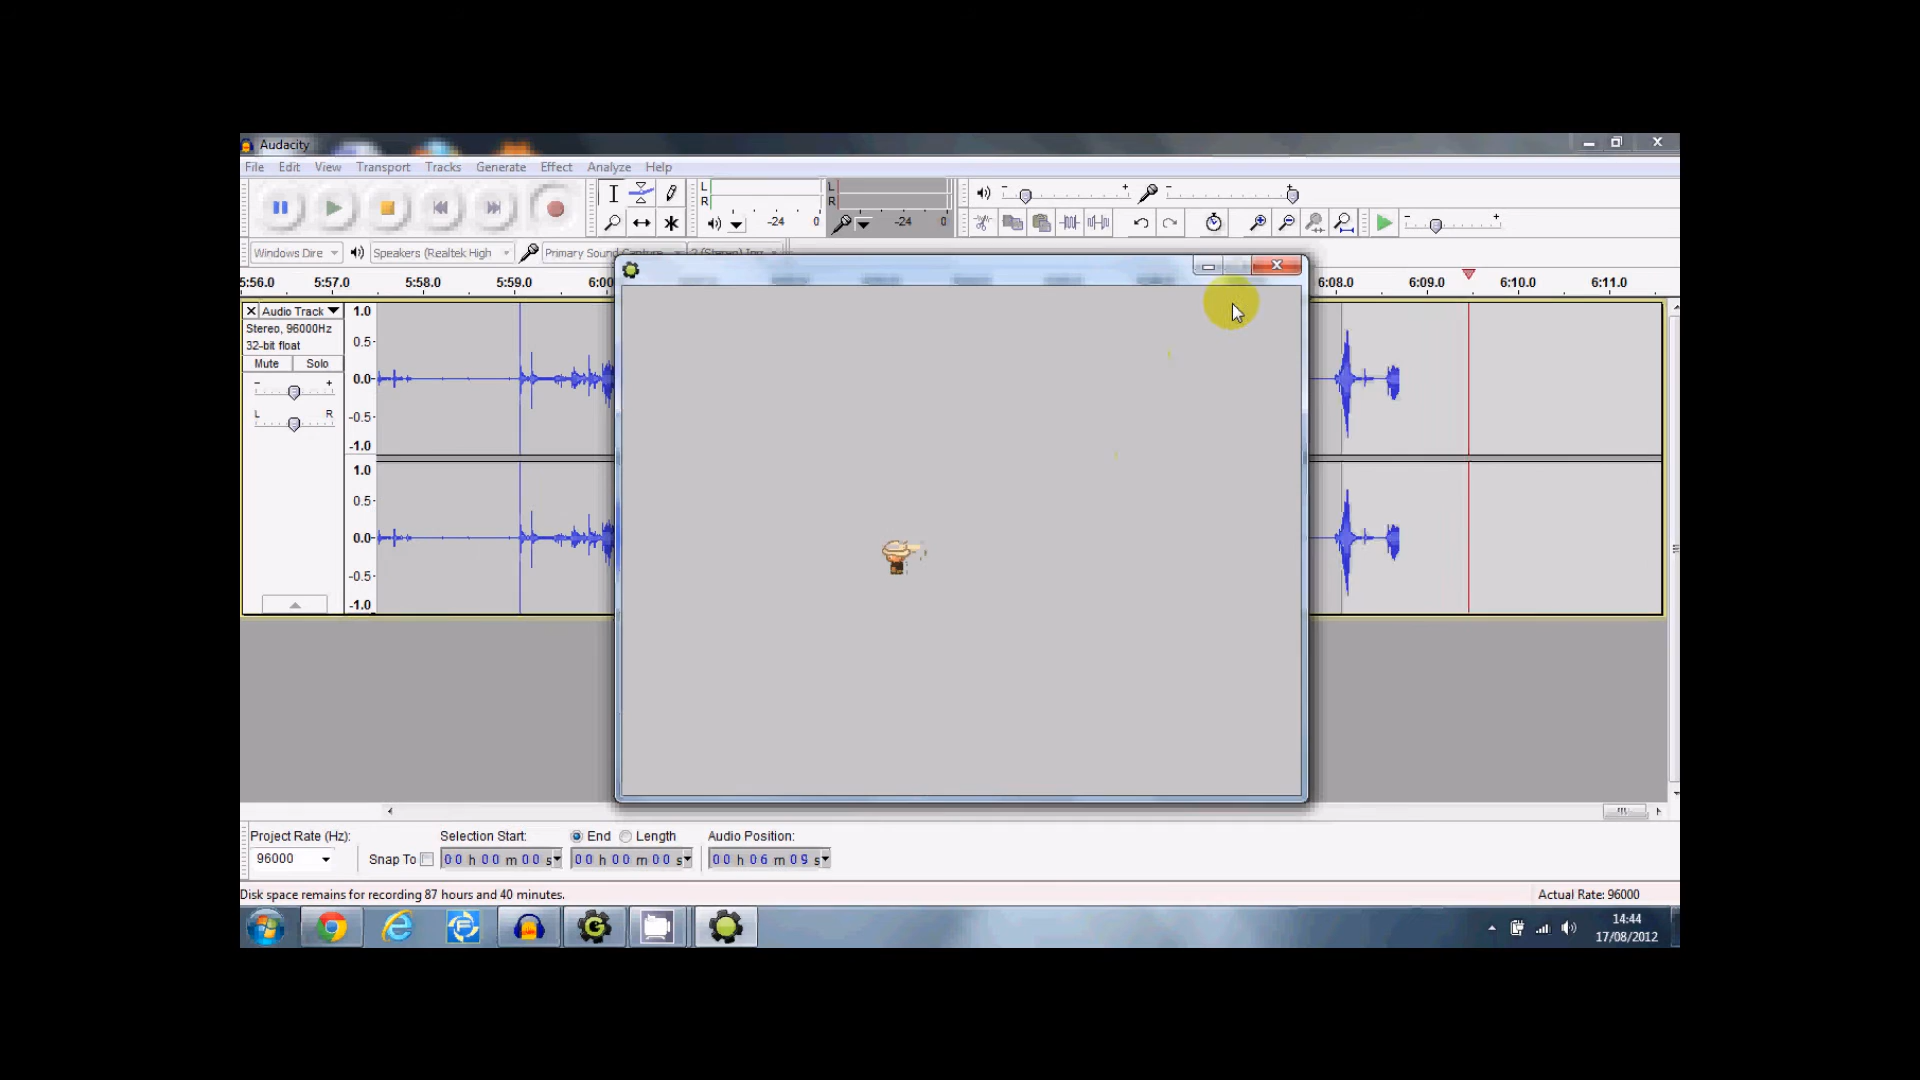 Audacity
File Edit View Transport Tracks Generate Effect Analyze Help
L
R
-24 0
L
R
-24 0
Windows Dire Speakers (Realtek High Primary Sound Capture 2 (Stereo) Inp
5:56.0 5:57.0 5:58.0 5:59.0 6:00 6:08.0 6:09.0 6:10.0 6:11.0
Audio Track 1.0
Stereo, 96000Hz
32-bit float
0.5
Mute Solo
0.0
L R
-0.5
-1.0
1.0
0.5
0.0
-0.5
-1.0
Project Rate (Hz): Selection Start: End Length Audio Position:
96000 Snap To 00 h 00 m 00 s 00 h 00 m 00 s 00 h 06 m 09 s
Disk space remains for recording 87 hours and 40 minutes. Actual Rate: 96000
14:44
17/08/2012